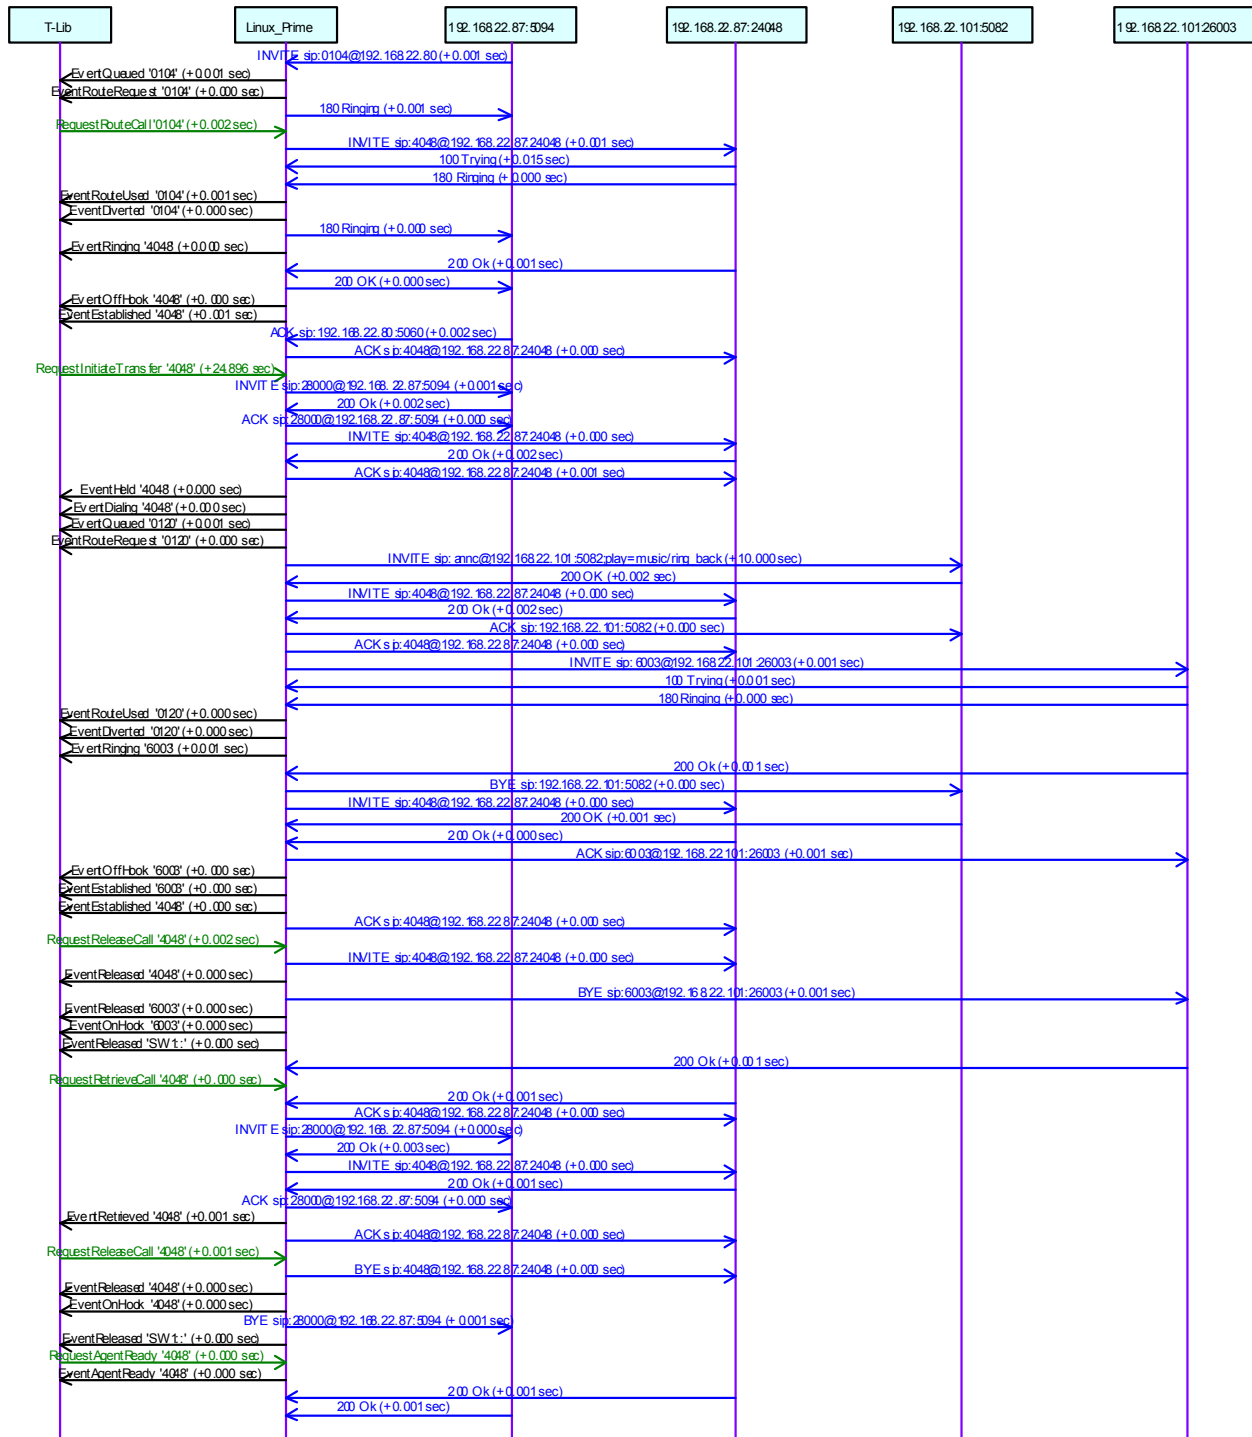 T-Lib
Linux_Prime
192.168.22.87:5094
192.168.22.87:24048
192.168.22.101:5082
192.168.22.101:26003
INVITE sip:0104@192.168.22.80 (+0.001 sec)
EventQueued '0104' (+0.001 sec)
EventRouteRequest '0104' (+0.000 sec)
180 Ringing (+0.001 sec)
RequestRouteCall '0104' (+0.002 sec)
INVITE sip:4048@192.168.22.87:24048 (+0.001 sec)
100 Trying (+0.015 sec)
180 Ringing (+0.000 sec)
EventRouteUsed '0104' (+0.001 sec)
EventDiverted '0104' (+0.000 sec)
180 Ringing (+0.000 sec)
EventRinging '4048' (+0.000 sec)
200 Ok (+0.001 sec)
200 OK (+0.000 sec)
EventOffHook '4048' (+0.000 sec)
EventEstablished '4048' (+0.001 sec)
ACK sip:192.168.22.80:5060 (+0.002 sec)
ACK sip:4048@192.168.22.87:24048 (+0.000 sec)
RequestInitiateTransfer '4048' (+24.896 sec)
INVITE sip:28000@192.168.22.87:5094 (+0.001 sec)
200 Ok (+0.002 sec)
ACK sip:28000@192.168.22.87:5094 (+0.000 sec)
INVITE sip:4048@192.168.22.87:24048 (+0.000 sec)
200 Ok (+0.002 sec)
ACK sip:4048@192.168.22.87:24048 (+0.001 sec)
EventHeld '4048' (+0.000 sec)
EventDialing '4048' (+0.000 sec)
EventQueued '0120' (+0.001 sec)
EventRouteRequest '0120' (+0.000 sec)
INVITE sip: annc@192.168.22.101:5082;play=music/ring_back (+10.000 sec)
200 OK (+0.002 sec)
INVITE sip:4048@192.168.22.87:24048 (+0.000 sec)
200 Ok (+0.002 sec)
ACK sip:192.168.22.101:5082 (+0.000 sec)
ACK sip:4048@192.168.22.87:24048 (+0.000 sec)
INVITE sip:6003@192.168.22.101:26003 (+0.001 sec)
100 Trying (+0.001 sec)
180 Ringing (+0.000 sec)
EventRouteUsed '0120' (+0.000 sec)
EventDiverted '0120' (+0.000 sec)
EventRinging '6003' (+0.001 sec)
200 Ok (+0.001 sec)
BYE sip:192.168.22.101:5082 (+0.000 sec)
INVITE sip:4048@192.168.22.87:24048 (+0.000 sec)
200 OK (+0.001 sec)
200 Ok (+0.000 sec)
ACK sip:6003@192.168.22.101:26003 (+0.001 sec)
EventOffHook '6003' (+0.000 sec)
EventEstablished '6003' (+0.000 sec)
EventEstablished '4048' (+0.000 sec)
ACK sip:4048@192.168.22.87:24048 (+0.000 sec)
RequestReleaseCall '4048' (+0.002 sec)
INVITE sip:4048@192.168.22.87:24048 (+0.000 sec)
EventReleased '4048' (+0.000 sec)
BYE sip:6003@192.168.22.101:26003 (+0.001 sec)
EventReleased '6003' (+0.000 sec)
EventOnHook '6003' (+0.000 sec)
EventReleased 'SW1::' (+0.000 sec)
200 Ok (+0.001 sec)
RequestRetrieveCall '4048' (+0.000 sec)
200 Ok (+0.001 sec)
ACK sip:4048@192.168.22.87:24048 (+0.000 sec)
INVITE sip:28000@192.168.22.87:5094 (+0.000 sec)
200 Ok (+0.003 sec)
INVITE sip:4048@192.168.22.87:24048 (+0.000 sec)
200 Ok (+0.001 sec)
ACK sip:28000@192.168.22.87:5094 (+0.000 sec)
EventRetrieved '4048' (+0.001 sec)
ACK sip:4048@192.168.22.87:24048 (+0.000 sec)
RequestReleaseCall '4048' (+0.001 sec)
BYE sip:4048@192.168.22.87:24048 (+0.000 sec)
EventReleased '4048' (+0.000 sec)
EventOnHook '4048' (+0.000 sec)
BYE sip:28000@192.168.22.87:5094 (+0.001 sec)
EventReleased 'SW1::' (+0.000 sec)
RequestAgentReady '4048' (+0.000 sec)
EventAgentReady '4048' (+0.000 sec)
200 Ok (+0.001 sec)
200 Ok (+0.001 sec)